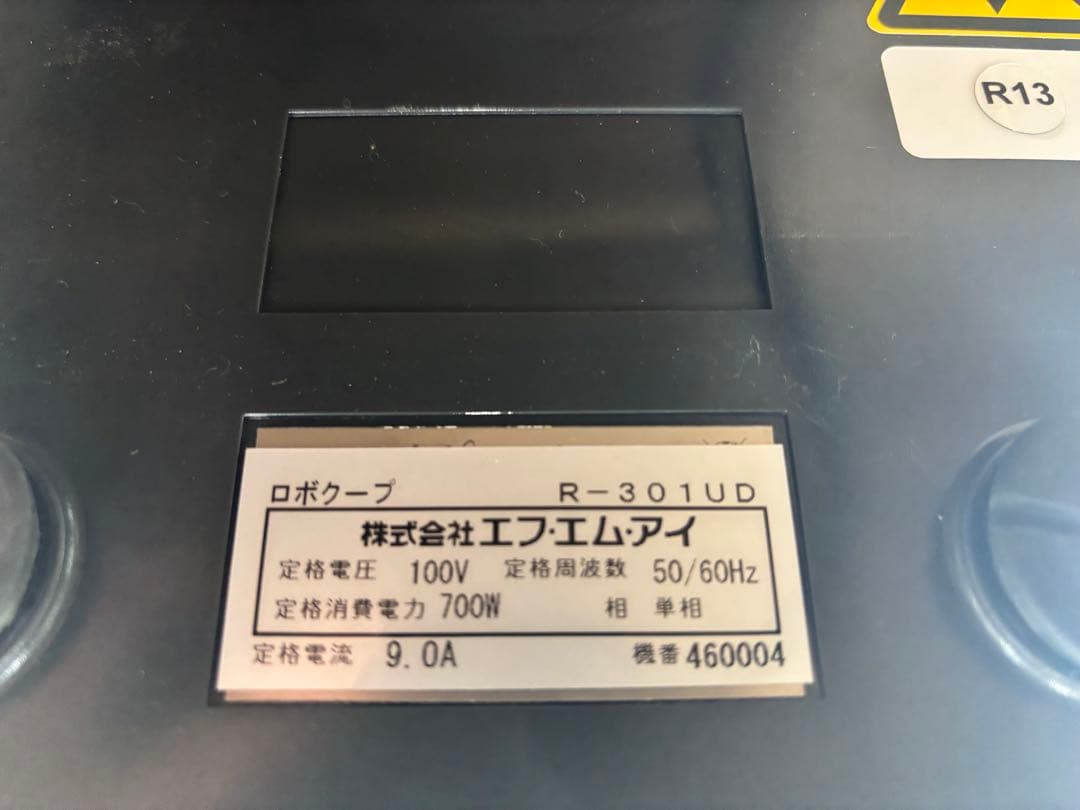 R13
ロボクープ R-301UD
株式会社エフ・エム・アイ
定格電圧 100V 定格周波数 50/60Hz
定格消費電力 700W 相 単相
定格電流 9.0A 機番 460004